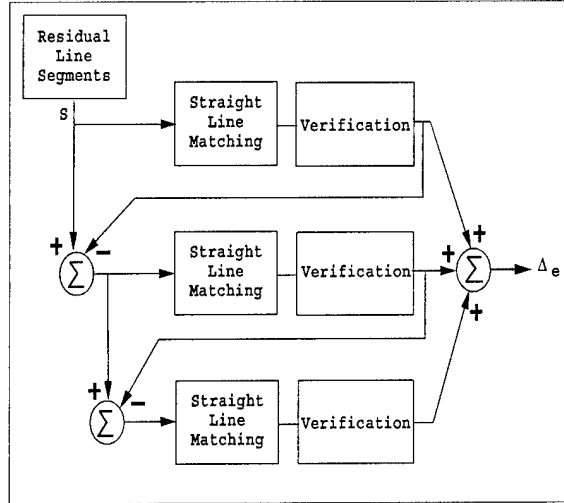 Residual
Line
Segments
S
Straight
Line
Matching
Verification
+
−
+
Σ
Straight
Line
Matching
Verification
+
Σ
Δe
+
+
−
Σ
Straight
Line
Matching
Verification